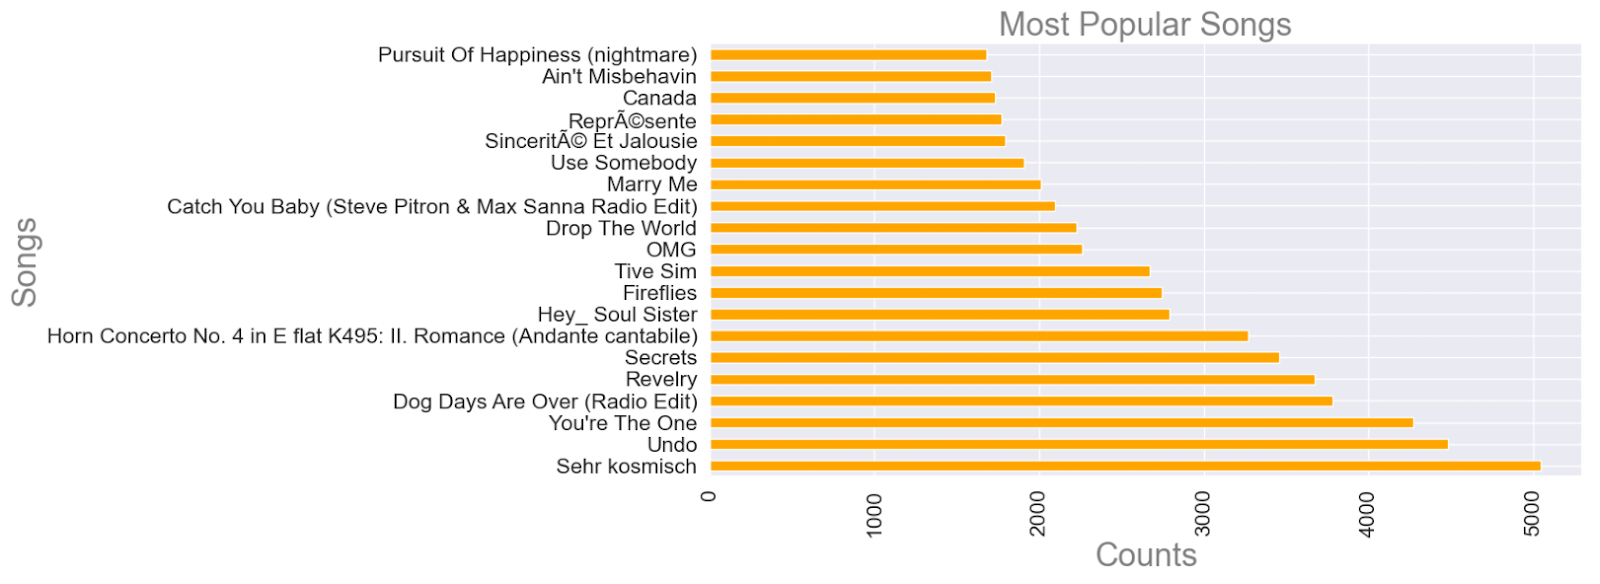 Most Popular Songs
Pursuit Of Happiness (nightmare)
Ain't Misbehavin
Canada
ReprÃ©sente
SinceritÃ© Et Jalousie
Use Somebody
Marry Me
Catch You Baby (Steve Pitron & Max Sanna Radio Edit)
Drop The World
OMG
Tive Sim
Fireflies
Hey_ Soul Sister
Horn Concerto No. 4 in E flat K495: II. Romance (Andante cantabile)
Secrets
Revelry
Dog Days Are Over (Radio Edit)
You're The One
Undo
Sehr kosmisch
Songs
0
1000
2000
3000
4000
5000
Counts